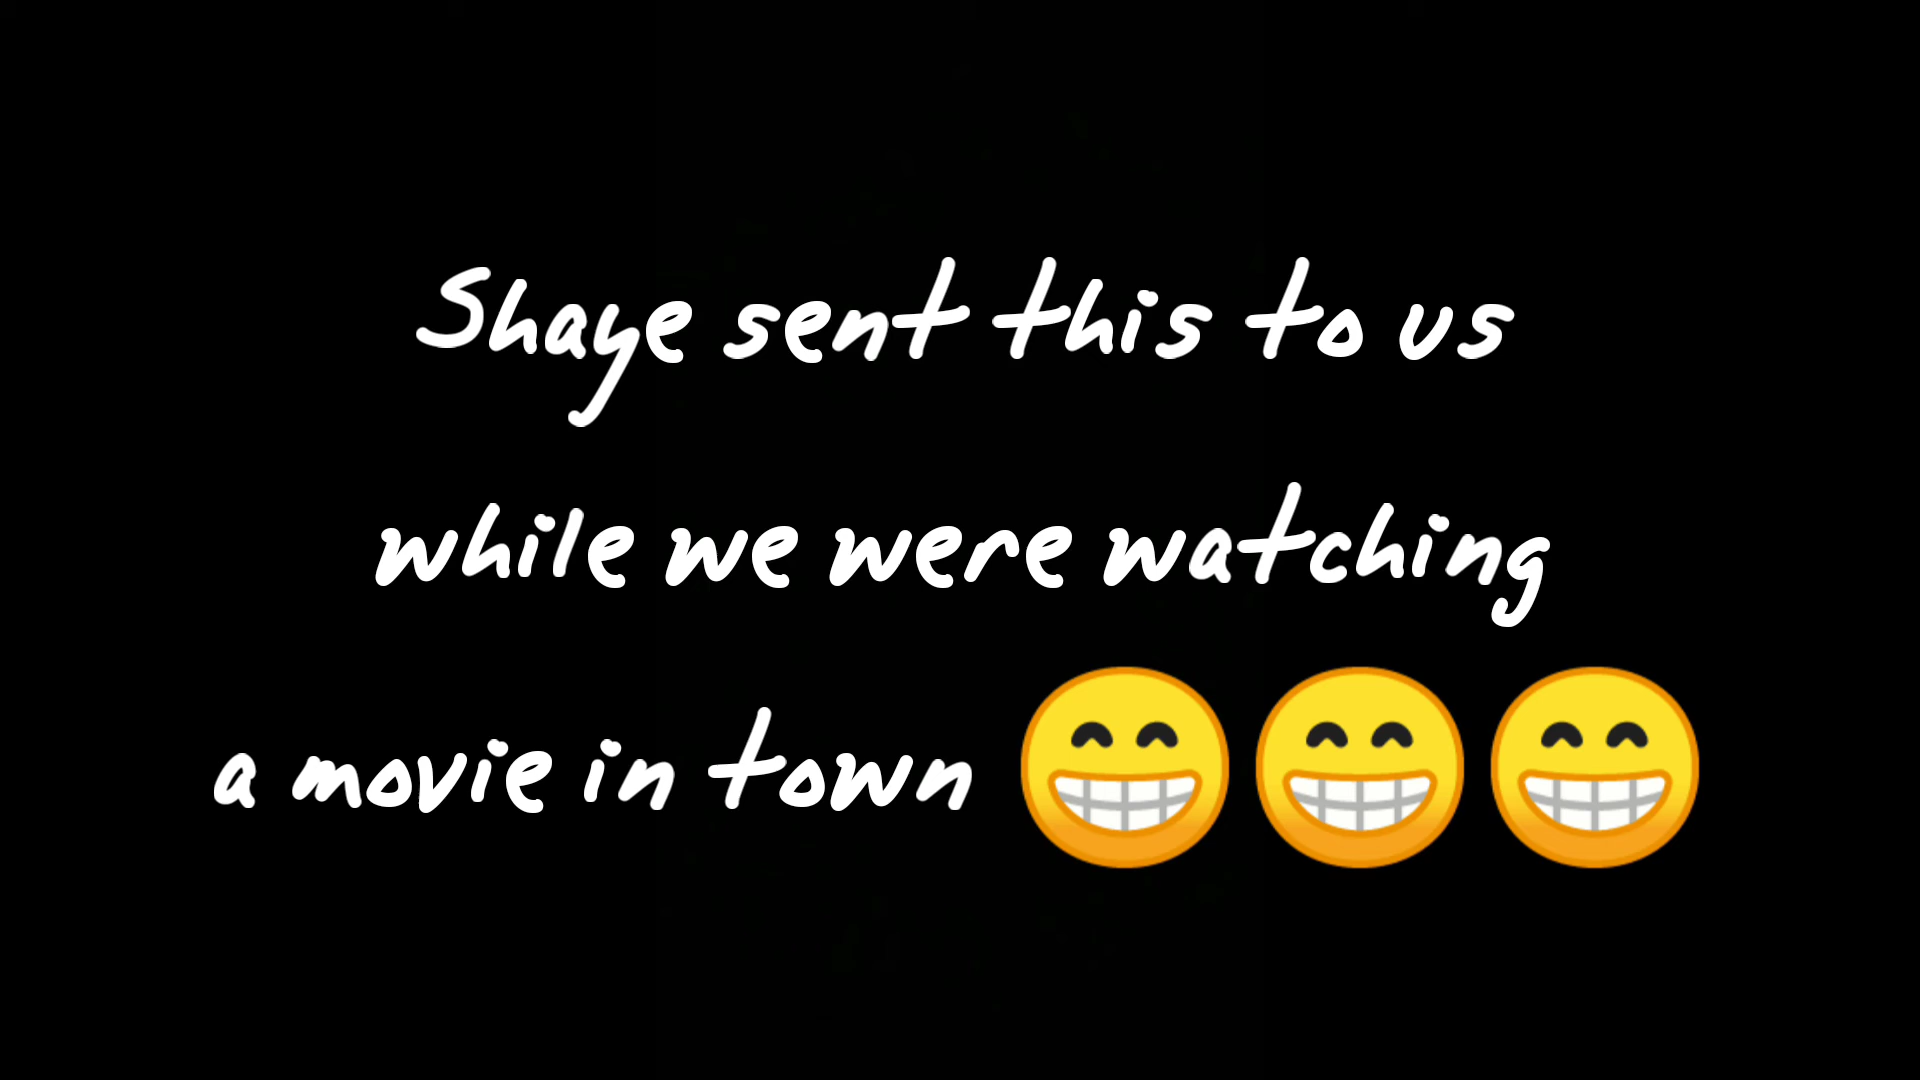 Shaye sent this to us
while we were watching
a movie in town 😁😁😁